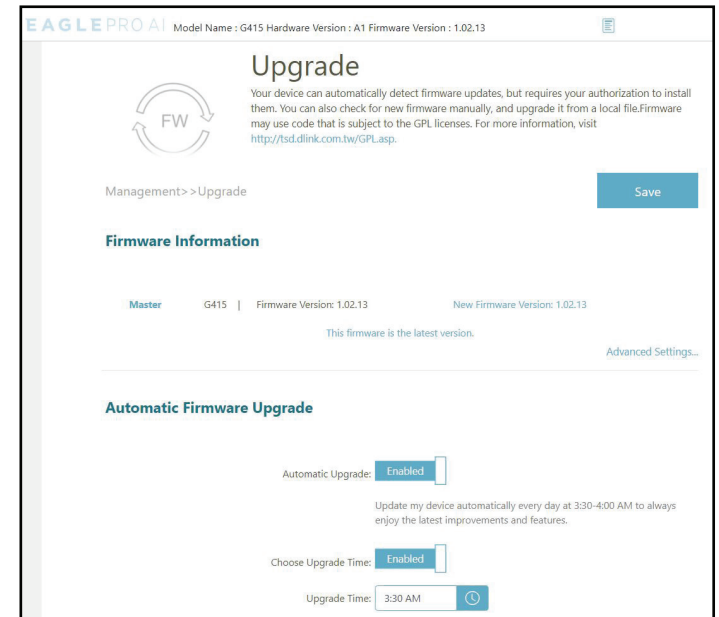 EAGLE PRO AI Model Name : G415 Hardware Version : A1 Firmware Version : 1.02.13
Upgrade
Your device can automatically detect firmware updates, but requires your authorization to install
them. You can also check for new firmware manually, and upgrade it from a local file.Firmware
may use code that is subject to the GPL licenses. For more information, visit
http://tsd.dlink.com.tw/GPL.asp.
FW
Management>>Upgrade
Save
Firmware Information
Master G415 | Firmware Version: 1.02.13 New Firmware Version: 1.02.13
This firmware is the latest version.
Advanced Settings...
Automatic Firmware Upgrade
Automatic Upgrade: Enabled
Update my device automatically every day at 3:30-4:00 AM to always
enjoy the latest improvements and features.
Choose Upgrade Time: Enabled
Upgrade Time: 3:30 AM